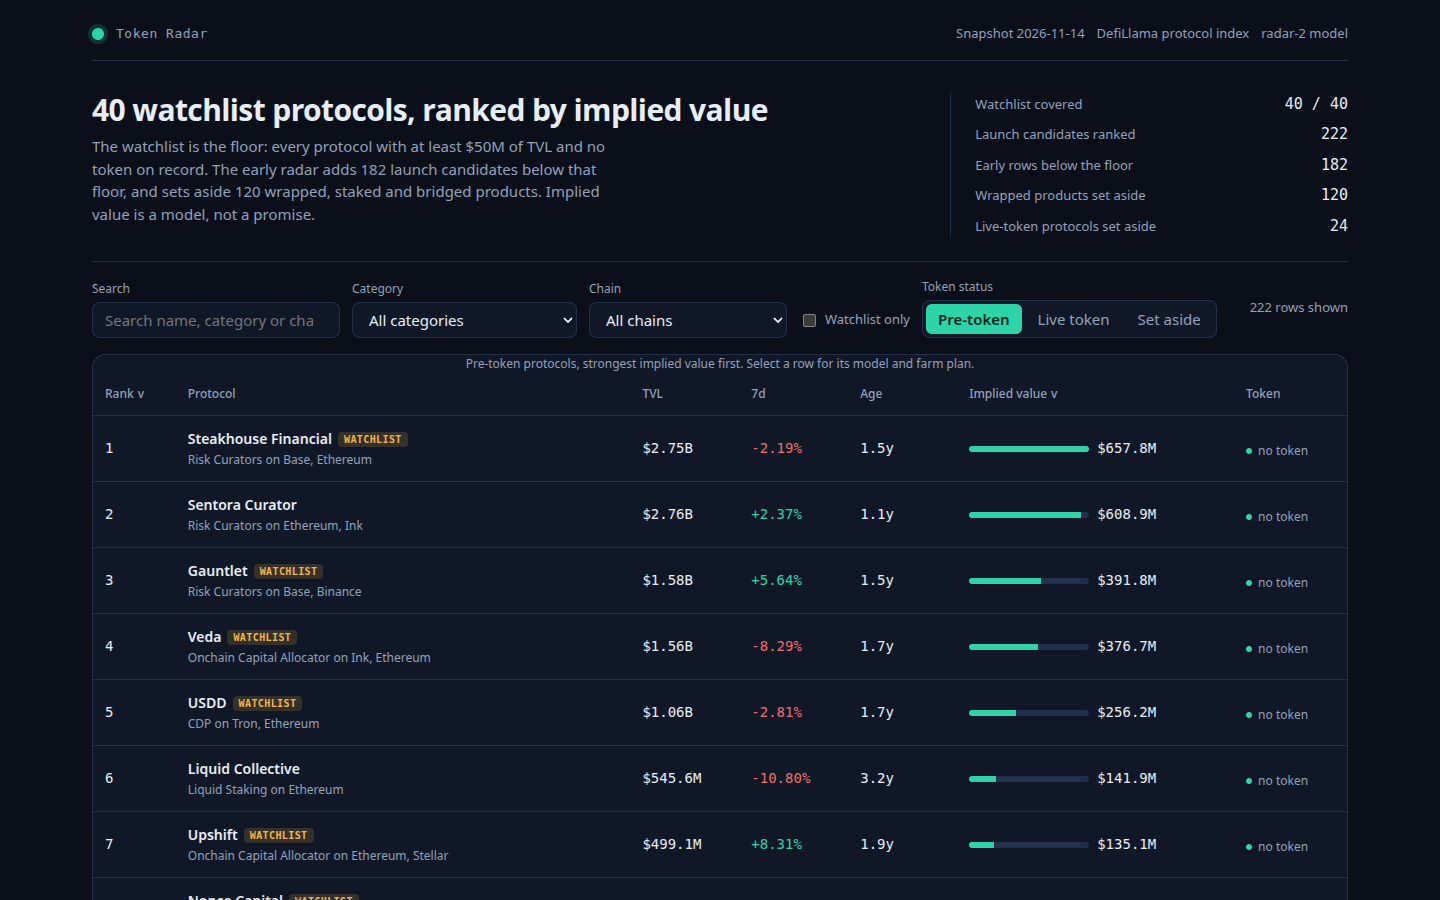 Token Radar
Snapshot 2026-11-14 DefiLlama protocol index radar-2 model
40 watchlist protocols, ranked by implied value
The watchlist is the floor: every protocol with at least $50M of TVL and no
token on record. The early radar adds 182 launch candidates below that
floor, and sets aside 120 wrapped, staked and bridged products. Implied
value is a model, not a promise.
Watchlist covered 40 / 40
Launch candidates ranked 222
Early rows below the floor 182
Wrapped products set aside 120
Live-token protocols set aside 24
Search
Category
Chain
Token status
Search name, category or cha
All categories
All chains
Watchlist only
Pre-token
Live token
Set aside
222 rows shown
Pre-token protocols, strongest implied value first. Select a row for its model and farm plan.
Rank v Protocol TVL 7d Age Implied value v Token
1 Steakhouse Financial WATCHLIST $2.75B -2.19% 1.5y $657.8M no token
Risk Curators on Base, Ethereum
2 Sentora Curator $2.76B +2.37% 1.1y $608.9M no token
Risk Curators on Ethereum, Ink
3 Gauntlet WATCHLIST $1.58B +5.64% 1.5y $391.8M no token
Risk Curators on Base, Binance
4 Veda WATCHLIST $1.56B -8.29% 1.7y $376.7M no token
Onchain Capital Allocator on Ink, Ethereum
5 USDD WATCHLIST $1.06B -2.81% 1.7y $256.2M no token
CDP on Tron, Ethereum
6 Liquid Collective $545.6M -10.80% 3.2y $141.9M no token
Liquid Staking on Ethereum
7 Upshift WATCHLIST $499.1M +8.31% 1.9y $135.1M no token
Onchain Capital Allocator on Ethereum, Stellar
Nonce Capital WATCHLIST